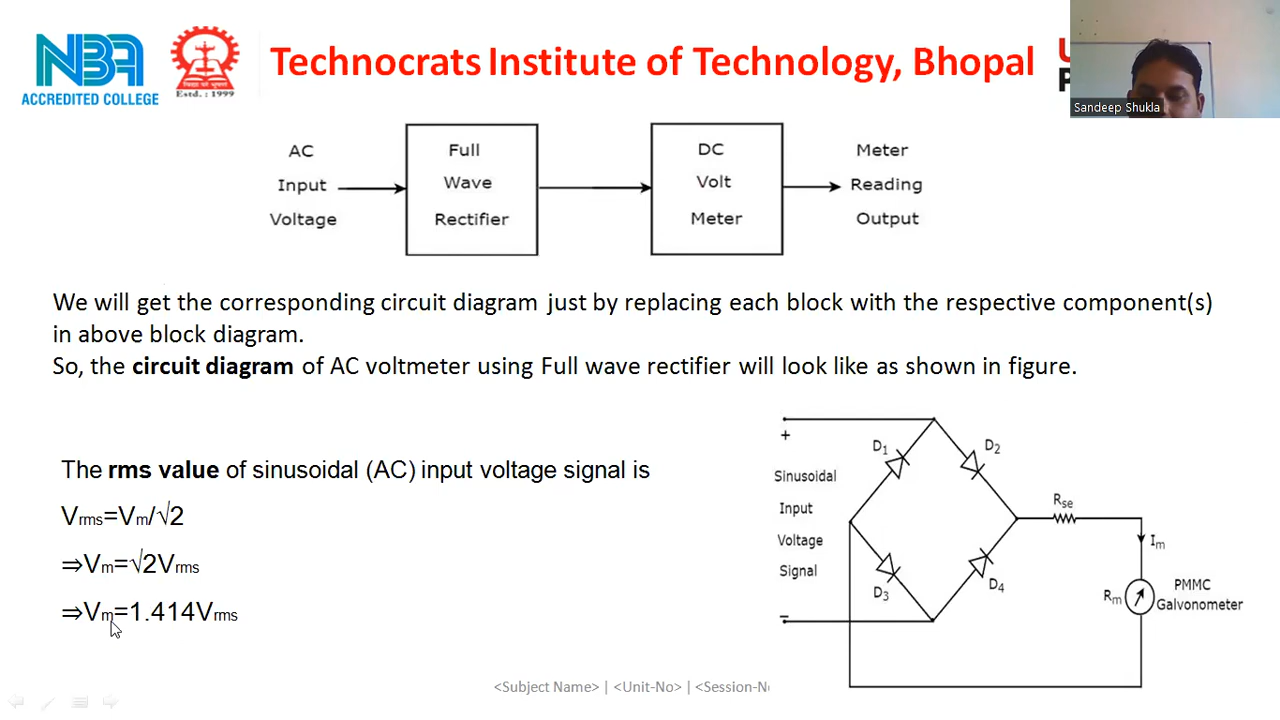 NBA
ACCREDITED COLLEGE
Estd. : 1999
Technocrats Institute of Technology, Bhopal
Sandeep Shukla
AC
Input
Voltage
Full
Wave
Rectifier
DC
Volt
Meter
Meter
Reading
Output
We will get the corresponding circuit diagram just by replacing each block with the respective component(s)
in above block diagram.
So, the circuit diagram of AC voltmeter using Full wave rectifier will look like as shown in figure.
The rms value of sinusoidal (AC) input voltage signal is
Vrms=Vm/√2
⇒Vm=√2Vrms
⇒Vm=1.414Vrms
+
Sinusoidal
Input
Voltage
Signal
−
D1
D2
D3
D4
Rse
Im
Rm
PMMC
Galvonometer
<Subject Name> | <Unit-No> | <Session-N